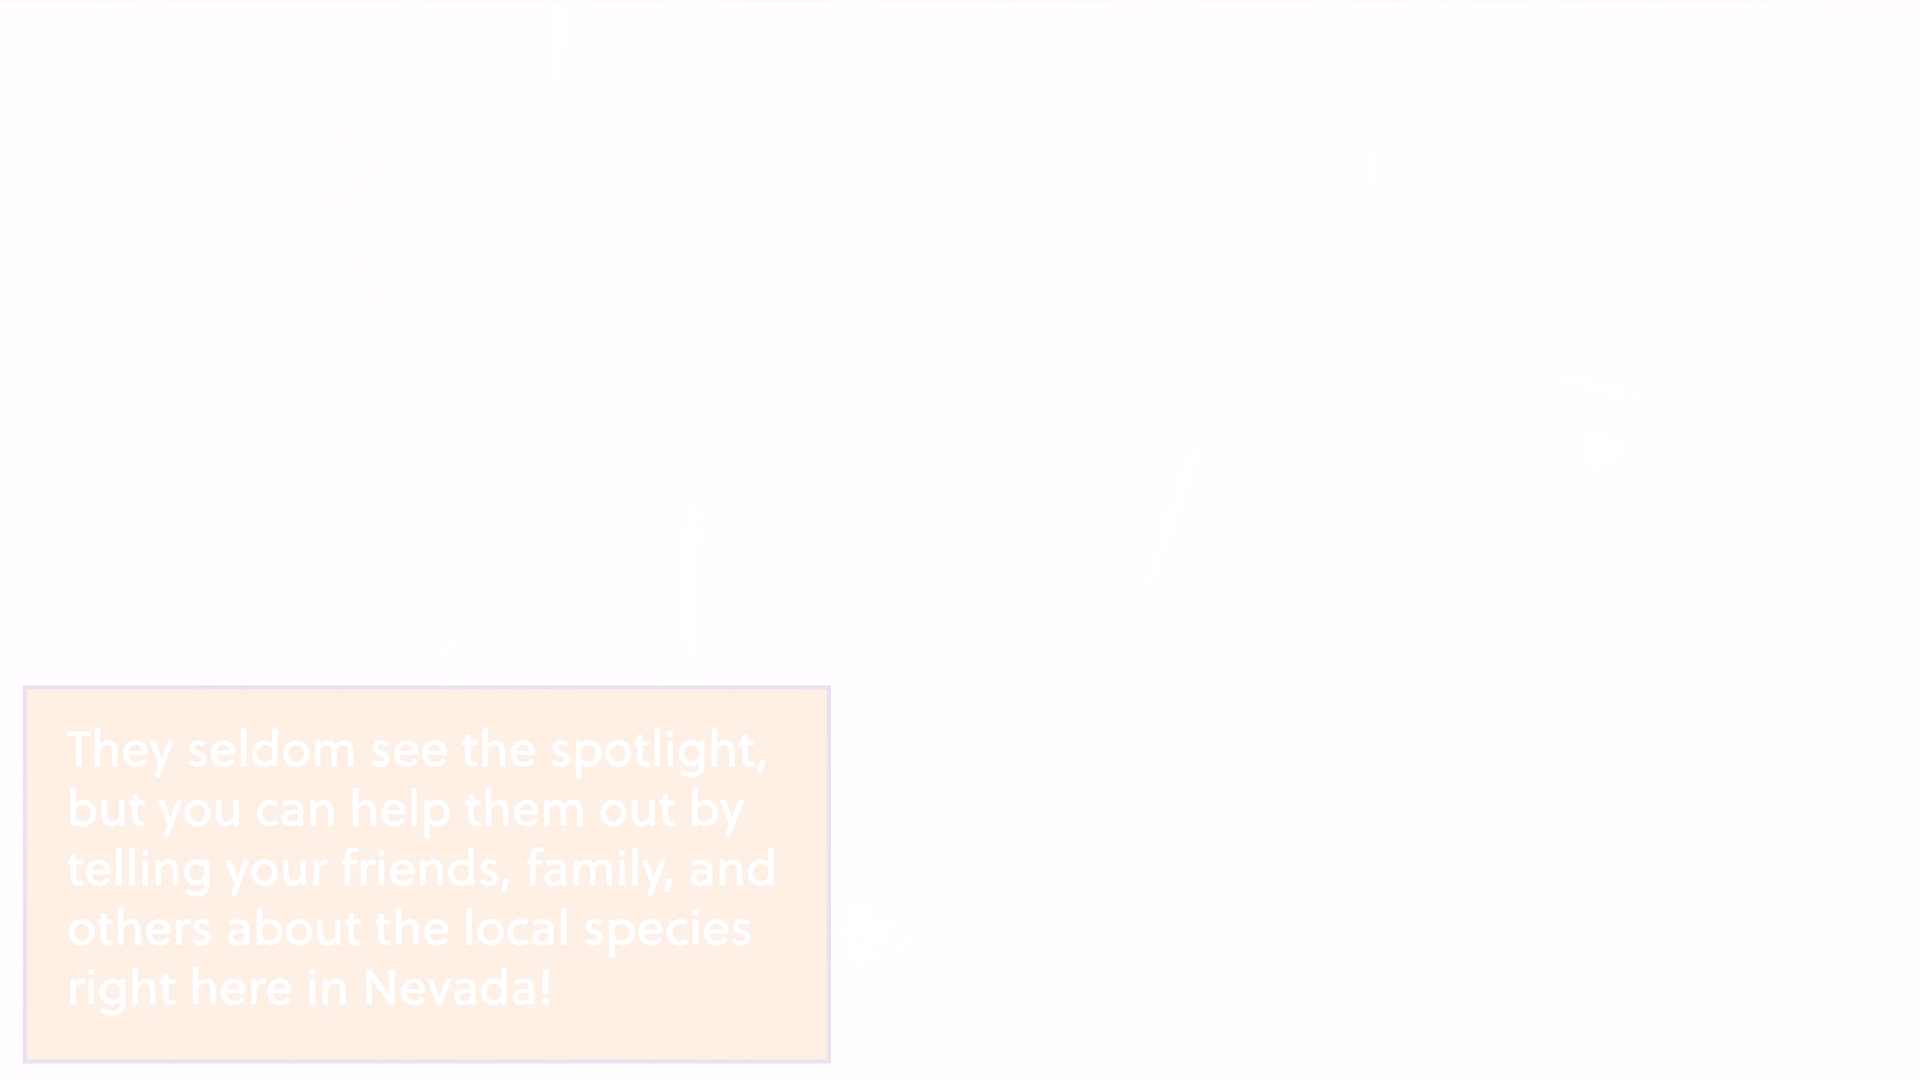 They seldom see the spotlight,
but you can help them out by
telling your friends, family, and
others about the local species
right here in Nevada!